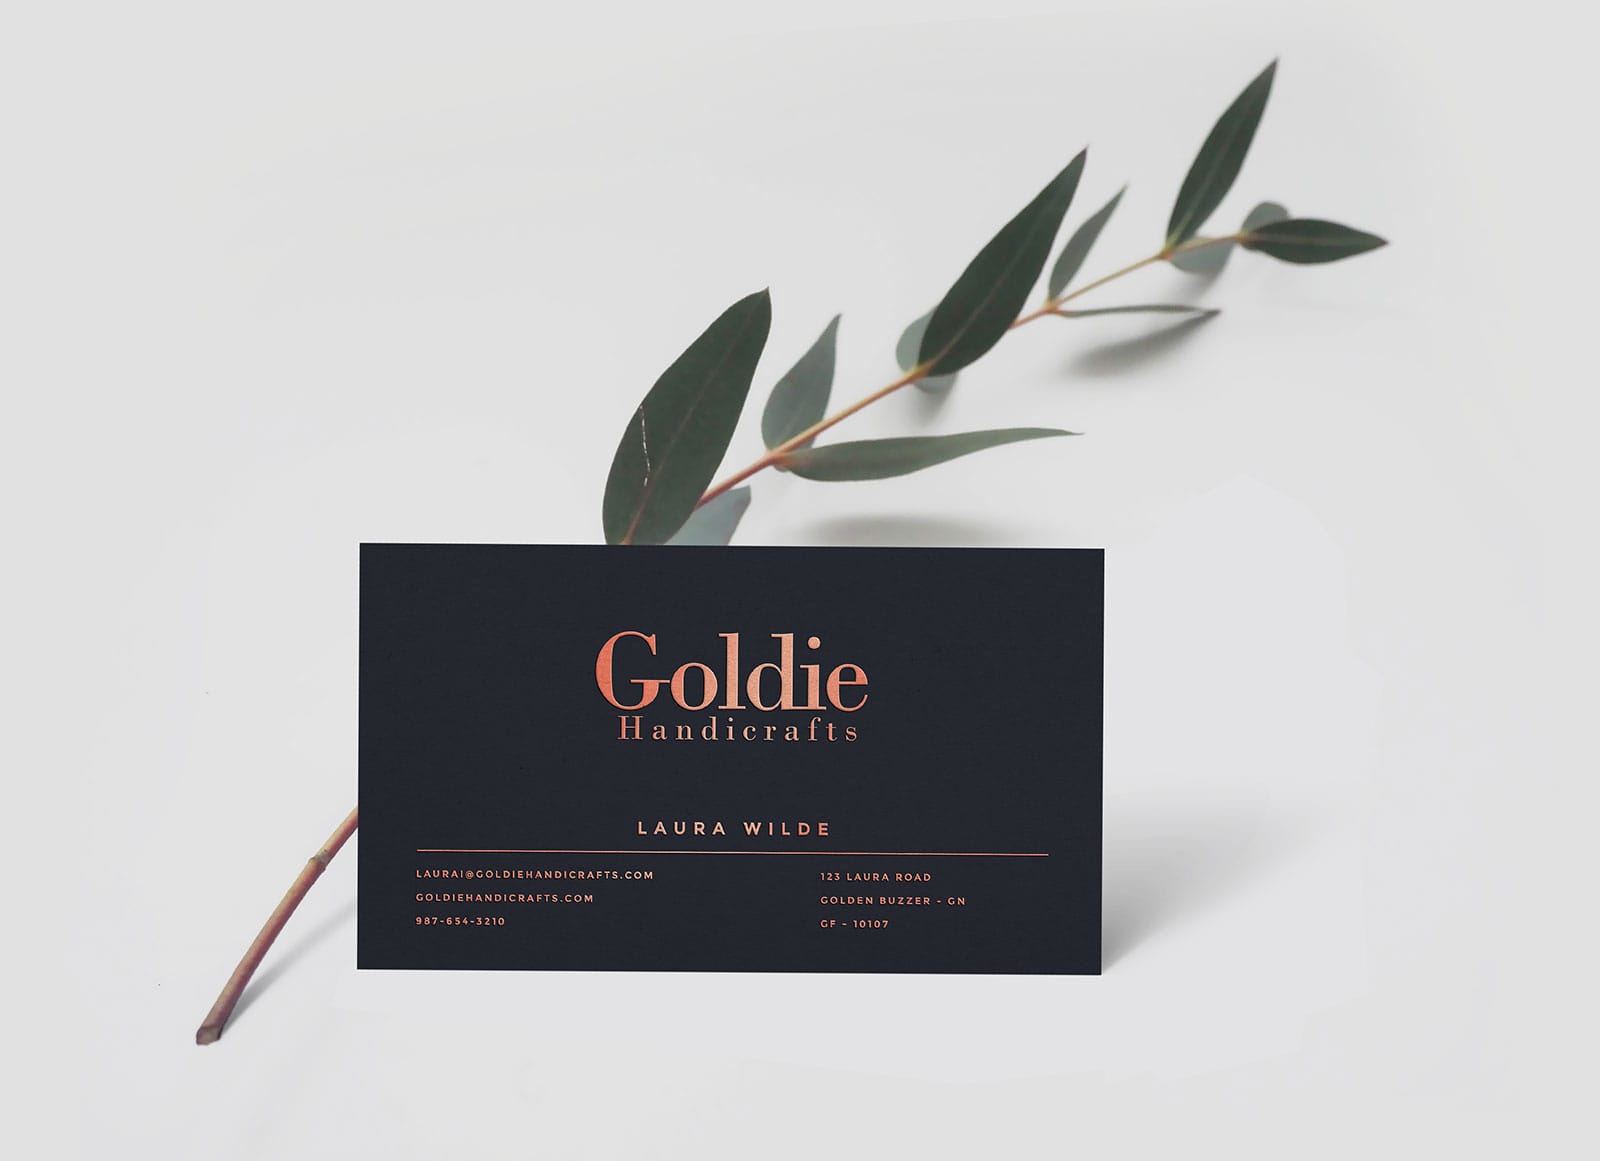 Goldie
Handicrafts
LAURA WILDE
LAURA1@GOLDIEHANDICRAFTS.COM
GOLDIEHANDICRAFTS.COM
987-654-3210
123 LAURA ROAD
GOLDEN BUZZER - GN
GF - 10107